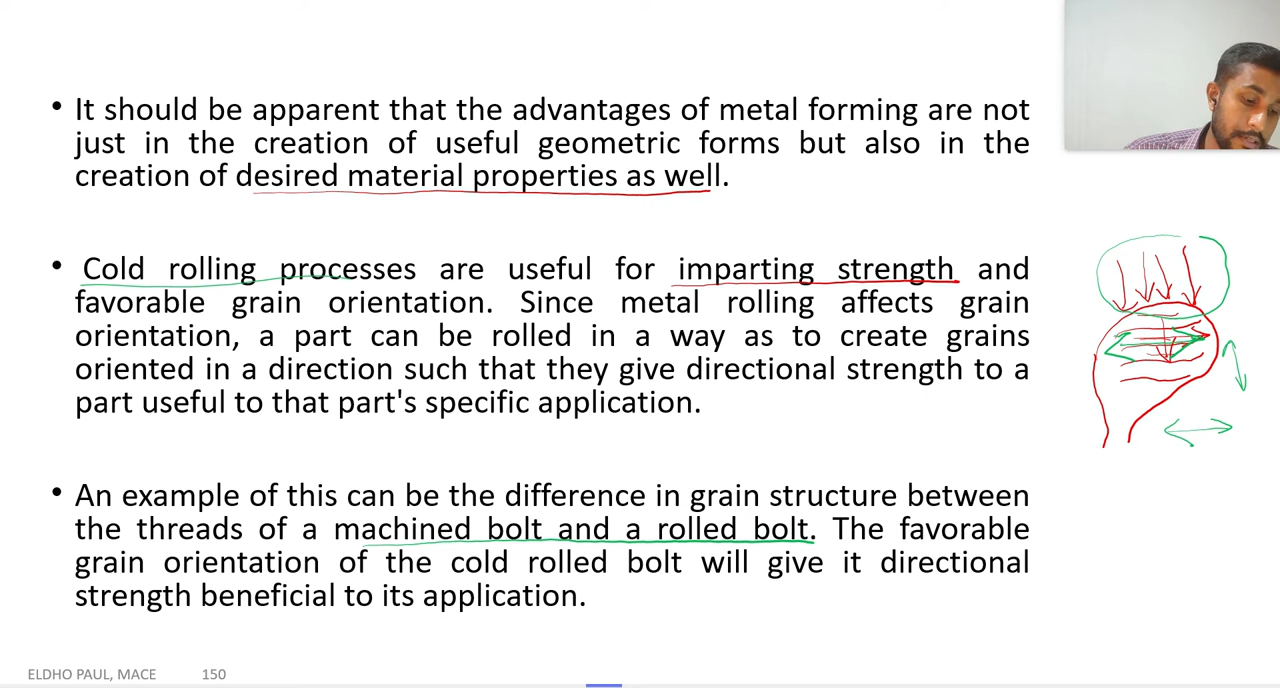 • It should be apparent that the advantages of metal forming are not
just in the creation of useful geometric forms but also in the
creation of desired material properties as well.
• Cold rolling processes are useful for imparting strength and
favorable grain orientation. Since metal rolling affects grain
orientation, a part can be rolled in a way as to create grains
oriented in a direction such that they give directional strength to a
part useful to that part's specific application.
• An example of this can be the difference in grain structure between
the threads of a machined bolt and a rolled bolt. The favorable
grain orientation of the cold rolled bolt will give it directional
strength beneficial to its application.
ELDHO PAUL, MACE 150